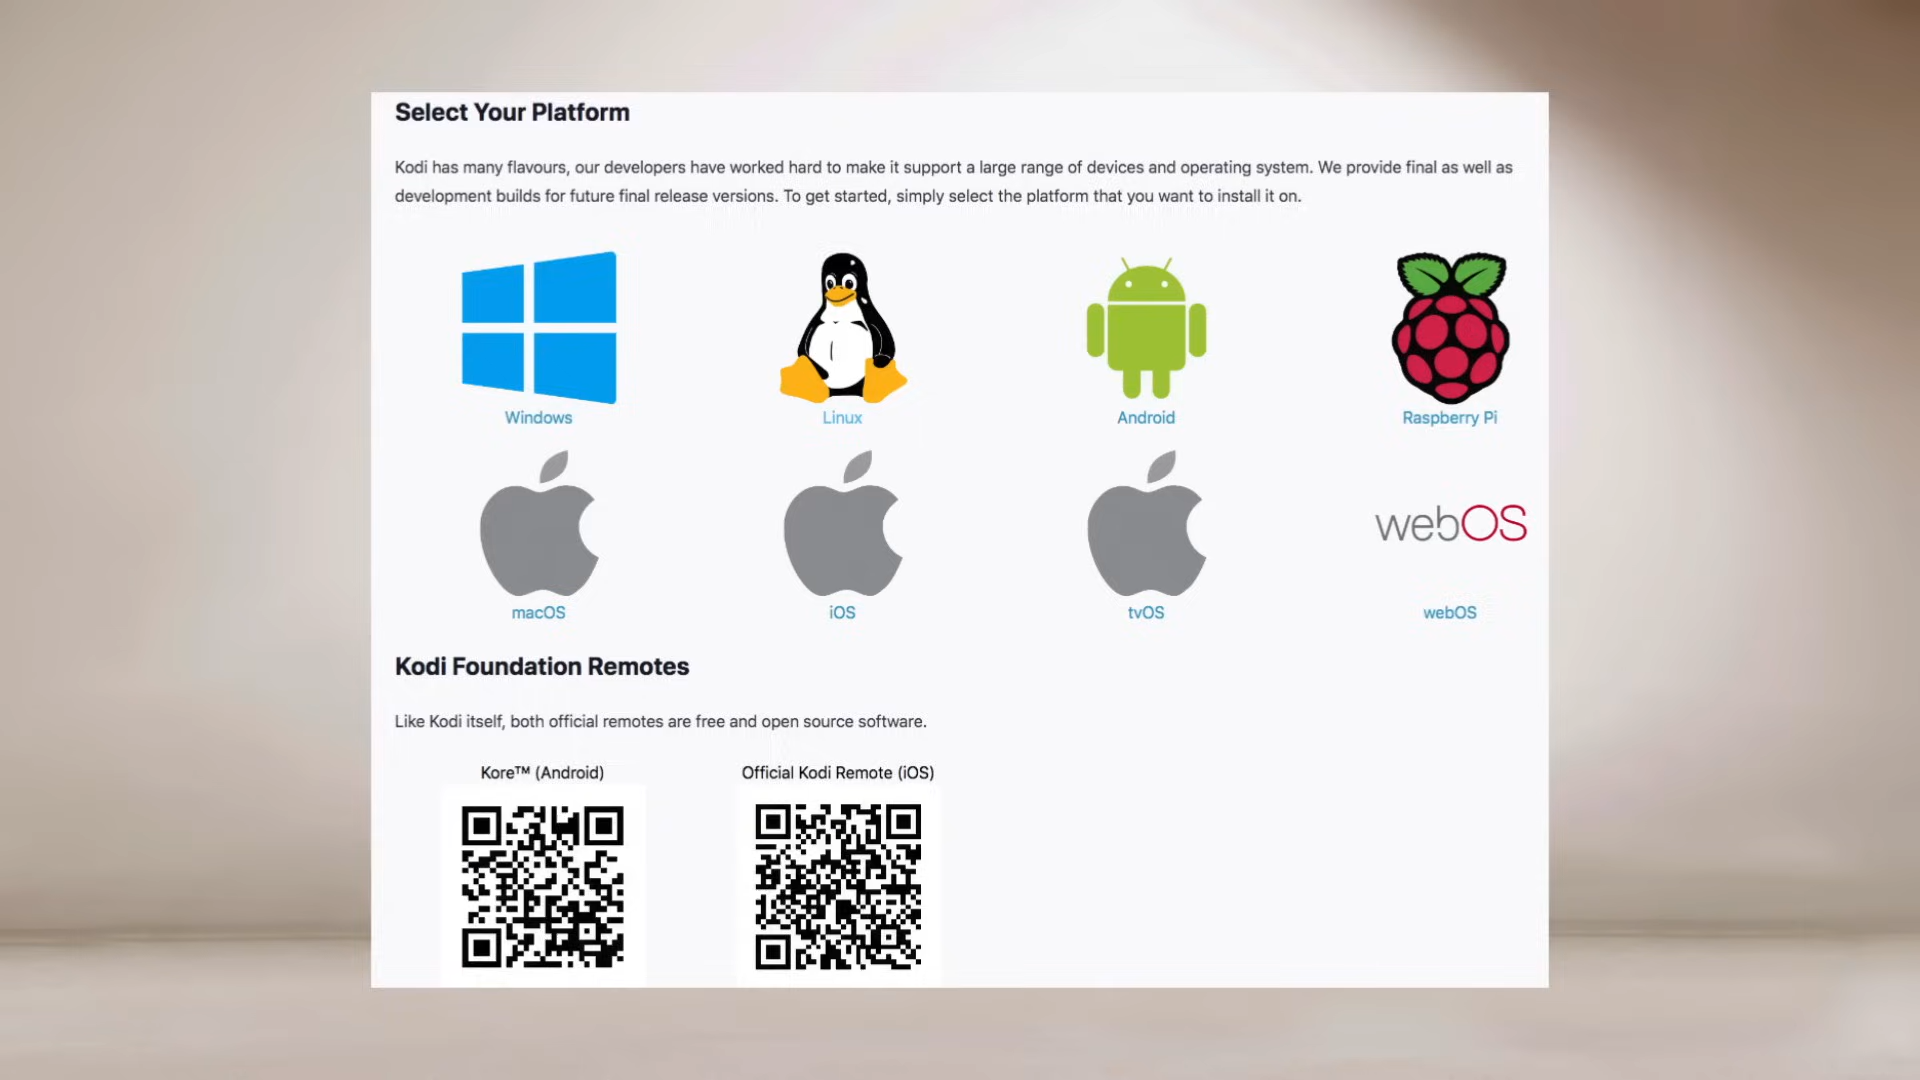 Select Your Platform
Kodi has many flavours, our developers have worked hard to make it support a large range of devices and operating system. We provide final as well as
development builds for future final release versions. To get started, simply select the platform that you want to install it on.
Windows
Linux
Android
Raspberry Pi
webOS
macOS
iOS
tvOS
webOS
Kodi Foundation Remotes
Like Kodi itself, both official remotes are free and open source software.
Kore™ (Android)
Official Kodi Remote (iOS)